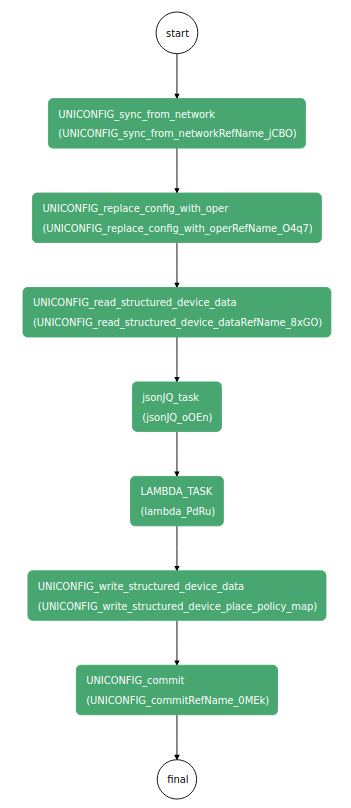 start
UNICONFIG_sync_from_network
(UNICONFIG_sync_from_networkRefName_jCBO)
UNICONFIG_replace_config_with_oper
(UNICONFIG_replace_config_with_operRefName_O4q7)
UNICONFIG_read_structured_device_data
(UNICONFIG_read_structured_device_dataRefName_8xGO)
jsonJQ_task
(jsonJQ_oOEn)
LAMBDA_TASK
(lambda_PdRu)
UNICONFIG_write_structured_device_data
(UNICONFIG_write_structured_device_place_policy_map)
UNICONFIG_commit
(UNICONFIG_commitRefName_0MEk)
final